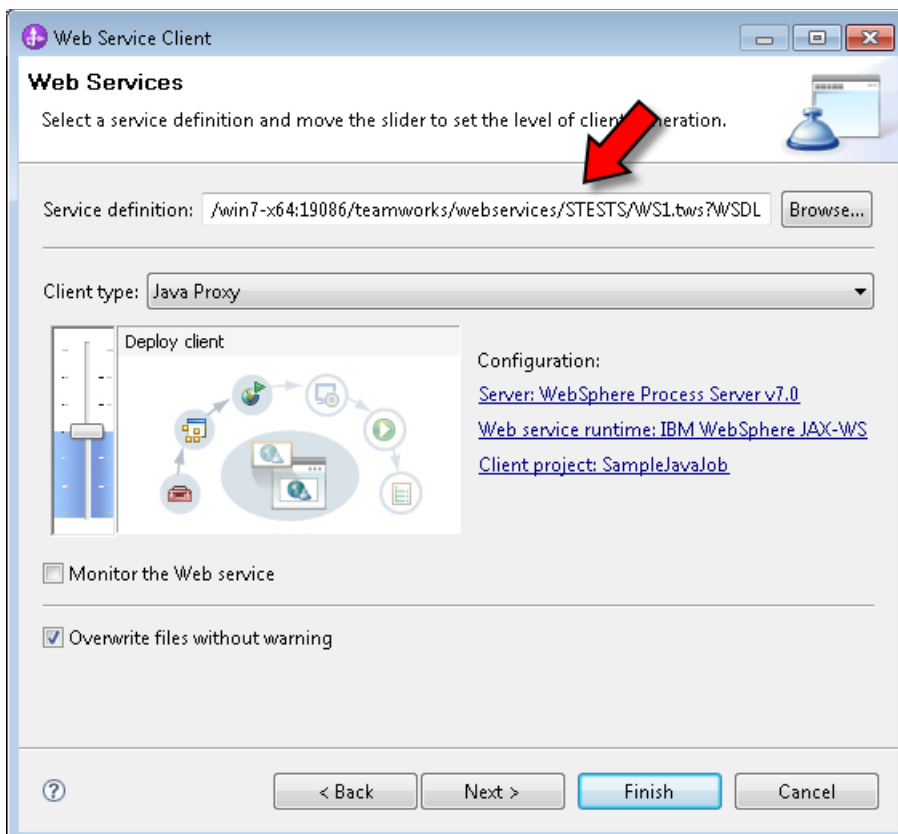 Web Service Client
Web Services
Select a service definition and move the slider to set the level of client eneration.
Service definition: /win7-x64:19086/teamworks/webservices/STESTS/WS1.tws?WSDL Browse...
Client type: Java Proxy
Deploy client
Configuration:
Server: WebSphere Process Server v7.0
Web service runtime: IBM WebSphere JAX-WS
Client project: SampleJavaJob
Monitor the Web service
Overwrite files without warning
? < Back Next > Finish Cancel